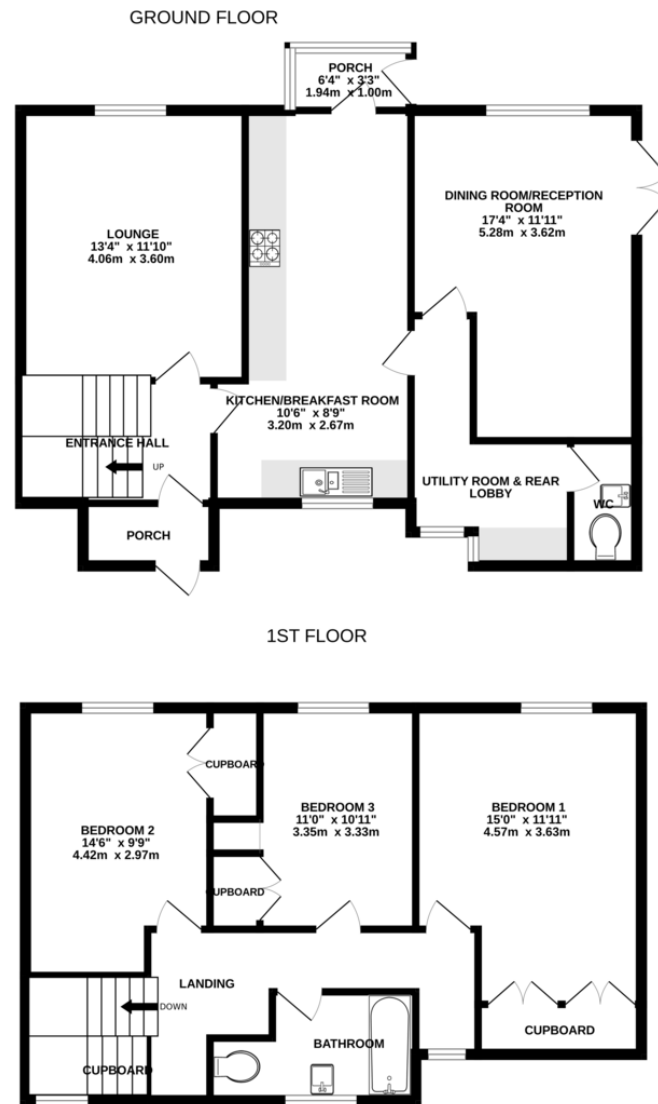 GROUND FLOOR
PORCH
6'4" x 3'3"
1.94m x 1.00m
LOUNGE
13'4" x 11'10"
4.06m x 3.60m
DINING ROOM/RECEPTION
ROOM
17'4" x 11'11"
5.28m x 3.62m
KITCHEN/BREAKFAST ROOM
10'6" x 8'9"
3.20m x 2.67m
ENTRANCE HALL
UP
PORCH
UTILITY ROOM & REAR
LOBBY
WC
1ST FLOOR
CUPBOARD
BEDROOM 2
14'6" x 9'9"
4.42m x 2.97m
BEDROOM 3
11'0" x 10'11"
3.35m x 3.33m
BEDROOM 1
15'0" x 11'11"
4.57m x 3.63m
CUPBOARD
LANDING
DOWN
CUPBOARD
BATHROOM
CUPBOARD